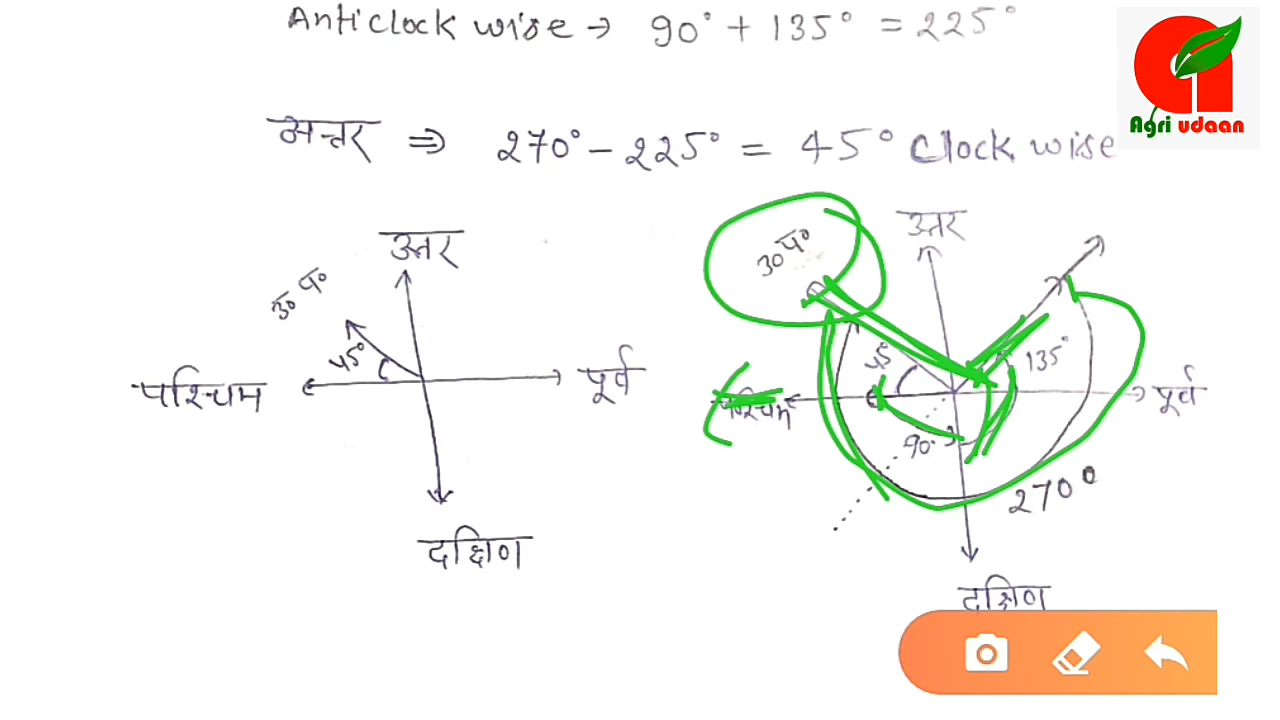 Anticlock wise → 90° + 135° = 225°
अन्तर ⇒ 270° - 225° = 45° Clock wise
Agri udaan
उत्तर
उ० प०
45°
पश्चिम
पूर्व
दक्षिण
उत्तर
उ० प०
45°
135°
पश्चिम
पूर्व
90°
270°
दक्षिण